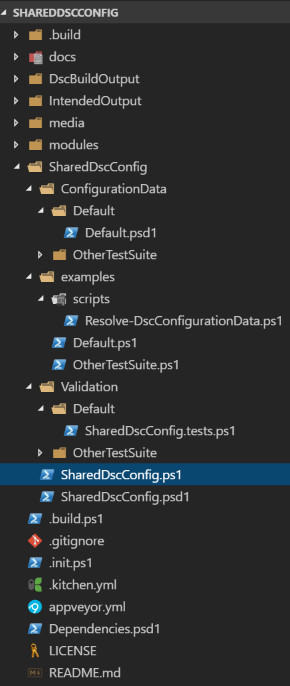 SHAREDDSCCONFIG
.build
docs
DscBuildOutput
IntendedOutput
media
modules
SharedDscConfig
ConfigurationData
Default
Default.psd1
OtherTestSuite
examples
scripts
Resolve-DscConfigurationData.ps1
Default.ps1
OtherTestSuite.ps1
Validation
Default
SharedDscConfig.tests.ps1
OtherTestSuite
SharedDscConfig.ps1
SharedDscConfig.psd1
.build.ps1
.gitignore
.init.ps1
.kitchen.yml
appveyor.yml
Dependencies.psd1
LICENSE
README.md